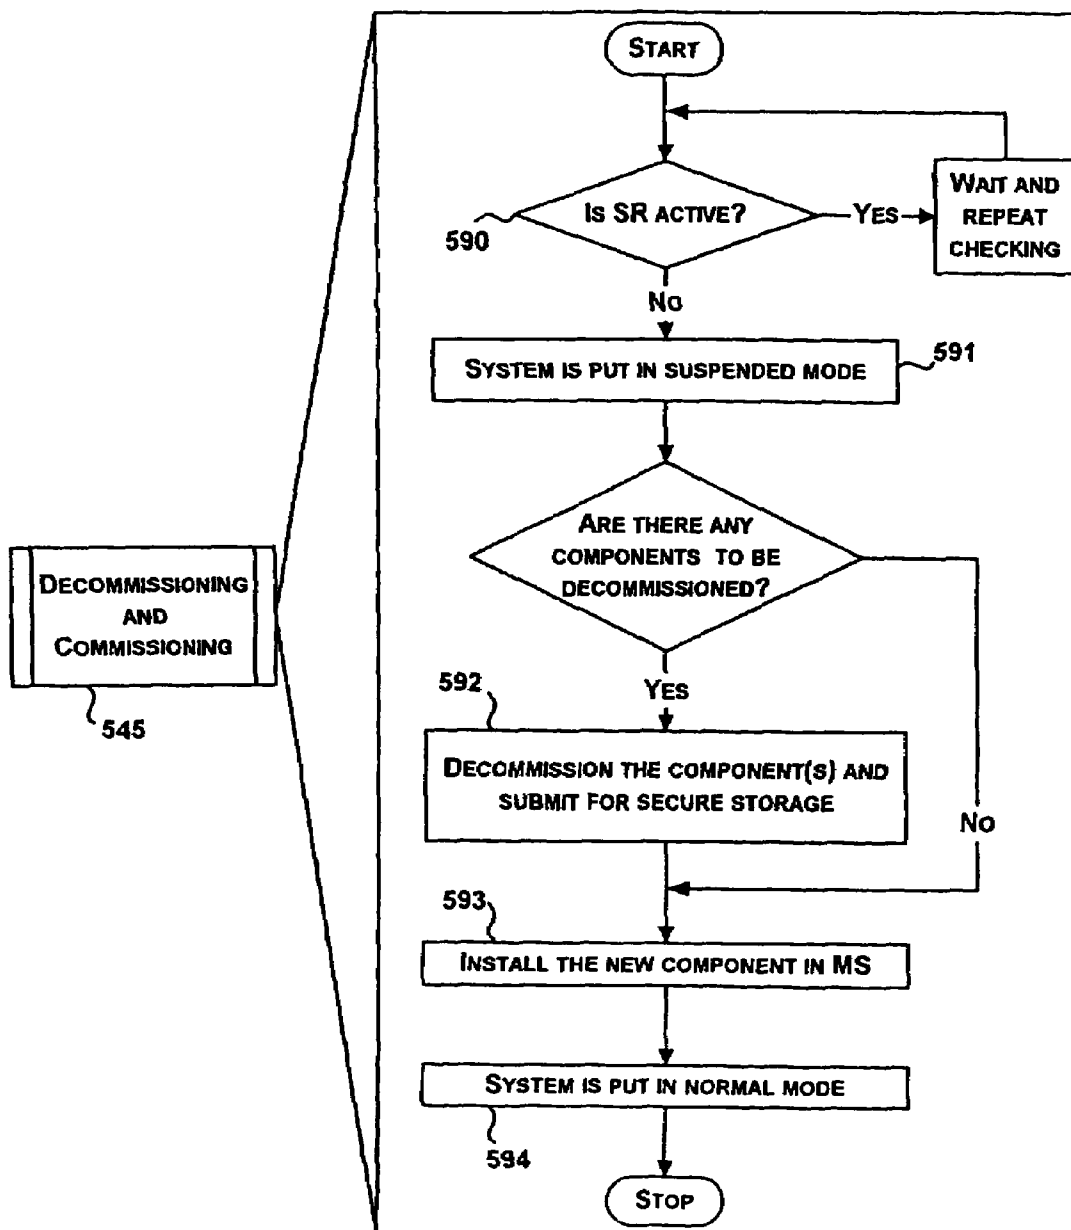 START
IS SR ACTIVE?
590
YES
WAIT AND
REPEAT
CHECKING
NO
SYSTEM IS PUT IN SUSPENDED MODE
591
ARE THERE ANY
COMPONENTS TO BE
DECOMMISSIONED?
DECOMMISSIONING
AND
COMMISSIONING
545
YES
592
DECOMMISSION THE COMPONENT(S) AND
SUBMIT FOR SECURE STORAGE
NO
593
INSTALL THE NEW COMPONENT IN MS
SYSTEM IS PUT IN NORMAL MODE
594
STOP